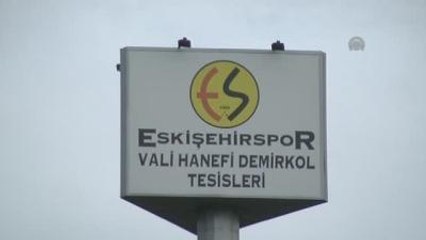 ES
ESKİŞEHİRSPOR
VALİ HANEFİ DEMİRKOL
TESİSLERİ